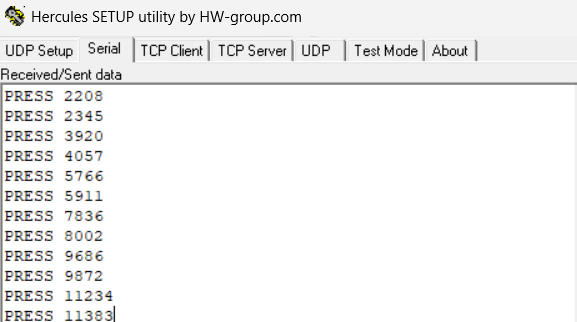 Hercules SETUP utility by HW-group.com
UDP Setup Serial TCP Client TCP Server UDP Test Mode About
Received/Sent data
PRESS 2208
PRESS 2345
PRESS 3920
PRESS 4057
PRESS 5766
PRESS 5911
PRESS 7836
PRESS 8002
PRESS 9686
PRESS 9872
PRESS 11234
PRESS 11383